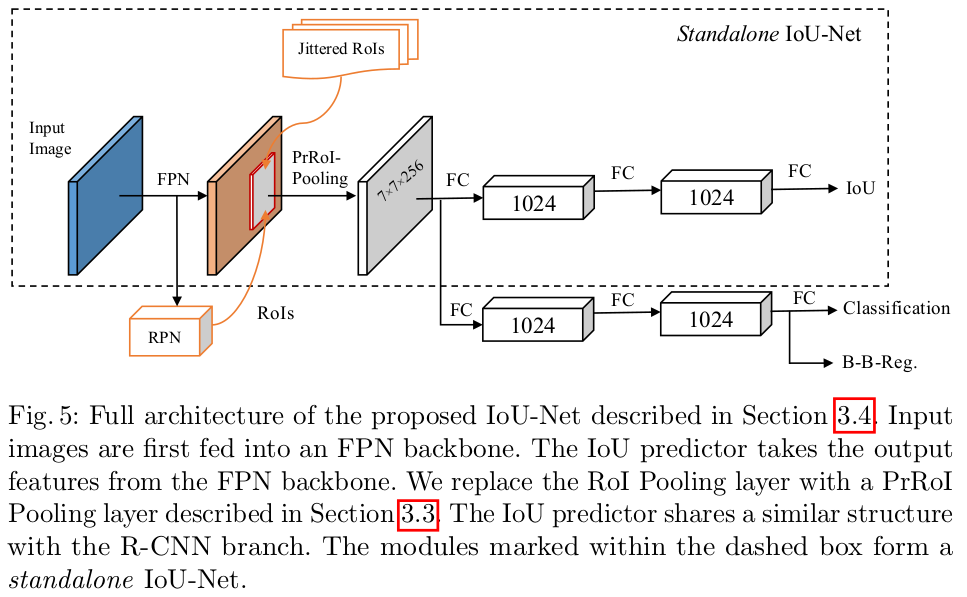 Standalone IoU-Net
Jittered RoIs
Input
Image
FPN
PrRoI-
Pooling
7×7×256
FC
1024
FC
1024
FC
IoU
RPN
RoIs
FC
1024
FC
1024
FC
Classification
B-B-Reg.
Fig. 5: Full architecture of the proposed IoU-Net described in Section 3.4. Input
images are first fed into an FPN backbone. The IoU predictor takes the output
features from the FPN backbone. We replace the RoI Pooling layer with a PrRoI
Pooling layer described in Section 3.3. The IoU predictor shares a similar structure
with the R-CNN branch. The modules marked within the dashed box form a
standalone IoU-Net.